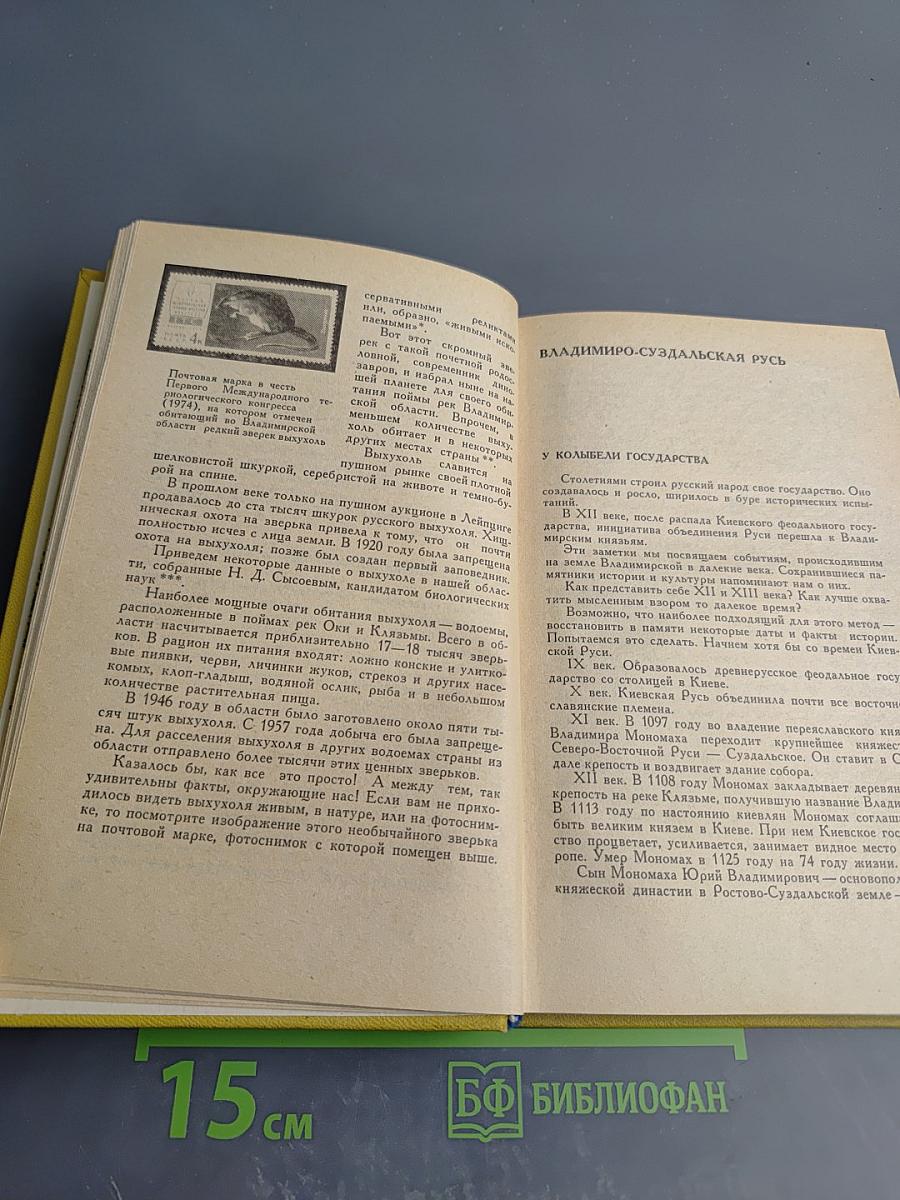 4к
Почтовая марка в честь
Первого Международного те-
риологического конгресса
(1974), на котором отмечен
обитающий во Владимирской
области редкий зверек выхухоль
сервативными реликтами
или, образно, «живыми иско-
паемыми»*.
Вот этот скромный зве-
рек с такой почетной родос-
ловной, современник дино-
завров, и избрал ныне на на-
шей планете для своего оби-
тания поймы рек Владимир-
ской области. Впрочем, в
меньшем количестве выху-
холь обитает и в некоторых
других местах страны**.
Выхухоль славится на
пушном рынке своей плотной
шелковистой шкуркой, серебристой на животе и темно-бу-
рой на спине.
В прошлом веке только на пушном аукционе в Лейпциге
продавалось до ста тысяч шкурок русского выхухоля. Хищ-
ническая охота на зверька привела к тому, что он почти
полностью исчез с лица земли. В 1920 году была запрещена
охота на выхухоля; позже был создан первый заповедник.
Приведем некоторые данные о выхухоле в нашей облас-
ти, собранные Н. Д. Сысоевым, кандидатом биологических
наук***.
Наиболее мощные очаги обитания выхухоля — водоемы,
расположенные в поймах рек Оки и Клязьмы. Всего в об-
ласти насчитывается приблизительно 17—18 тысяч зверь-
ков. В рацион их питания входят: ложно конские и улитко-
вые пиявки, черви, личинки жуков, стрекоз и других насе-
комых, клоп-гладыш, водяной ослик, рыба и в небольшом
количестве растительная пища.
В 1946 году в области было заготовлено около пяти ты-
сяч штук выхухоля. С 1957 года добыча его была запреще-
на. Для расселения выхухоля в других водоемах страны из
области отправлено более тысячи этих ценных зверьков.
Казалось бы, как все это просто! А между тем, так
удивительны факты, окружающие нас! Если вам не прихо-
дилось видеть выхухоля живым, в натуре, или на фотосним-
ке, то посмотрите изображение этого необычайного зверька
на почтовой марке, фотоснимок с которой помещен выше.
ВЛАДИМИРО-СУЗДАЛЬСКАЯ РУСЬ
У КОЛЫБЕЛИ ГОСУДАРСТВА
Столетиями строил русский народ свое государство. Оно
создавалось и росло, ширилось в буре исторических испы-
таний.
В XII веке, после распада Киевского феодального госу-
дарства, инициатива объединения Руси перешла к Влади-
мирским князьям.
Эти заметки мы посвящаем событиям, происходившим
на земле Владимирской в далекие века. Сохранившиеся па-
мятники истории и культуры напоминают нам о них.
Как представить себе XII и XIII века? Как лучше охва-
тить мысленным взором то далекое время?
Возможно, что наиболее подходящий для этого метод —
восстановить в памяти некоторые даты и факты истории.
Попытаемся это сделать. Начнем хотя бы со времен Киев-
ской Руси.
IX век. Образовалось древнерусское феодальное госу
дарство со столицей в Киеве.
X век. Киевская Русь объединила почти все восточно
славянские племена.
XI век. В 1097 году во владение переяславского кня
Владимира Мономаха переходит крупнейшее княжест
Северо-Восточной Руси — Суздальское. Он ставит в С
дале крепость и воздвигает здание собора.
XII век. В 1108 году Мономах закладывает деревян
крепость на реке Клязьме, получившую название Влади
В 1113 году по настоянию киевлян Мономах соглаш
быть великим князем в Киеве. При нем Киевское гос
ство процветает, усиливается, занимает видное место
ропе. Умер Мономах в 1125 году на 74 году жизни.
Сын Мономаха Юрий Владимирович — основопол
княжеской династии в Ростово-Суздальской земле —
15 см
БФ БИБЛИОФАН